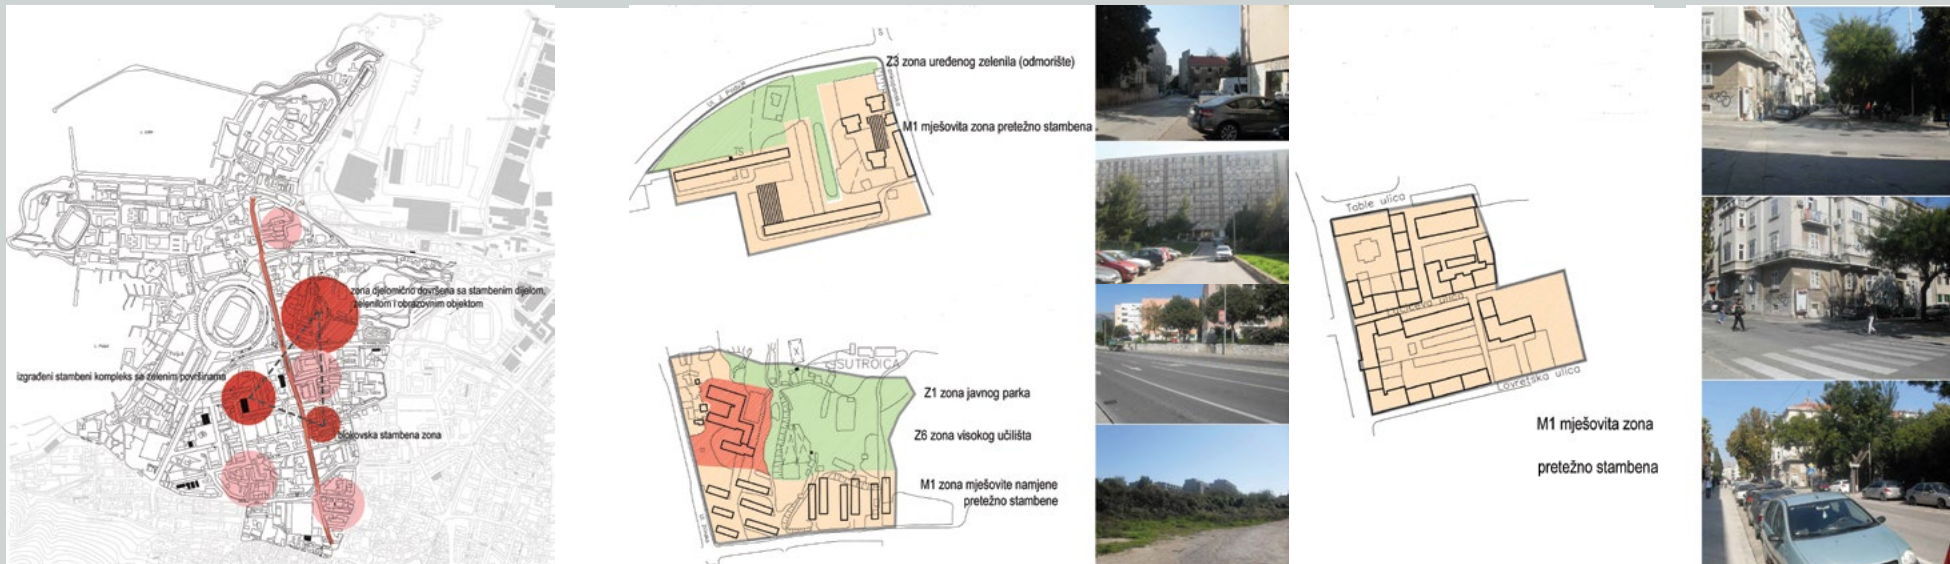 zona djelomično dovršena sa stambenim dijelom,
zelenilom i obrazovnim objektom
izgrađeni stambeni kompleks sa zelenim površinama
blokovska stambena zona
Z3 zona uređenog zelenila (odmorište)
M1 mješovita zona pretežno stambena
TS
S
SUTROICA
Z1 zona javnog parka
Z6 zona visokog učilišta
M1 zona mješovite namjene
pretežno stambene
Table ulica
Lovretska ulica
M1 mješovita zona
pretežno stambena